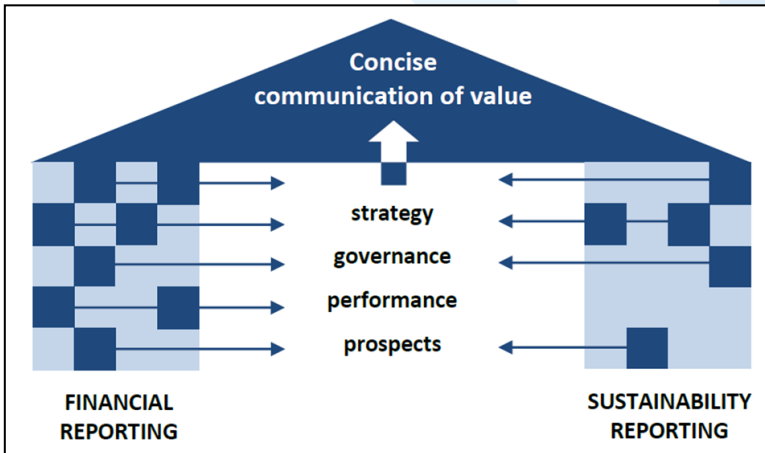 Concise
communication of value
strategy
governance
performance
prospects
FINANCIAL
REPORTING
SUSTAINABILITY
REPORTING